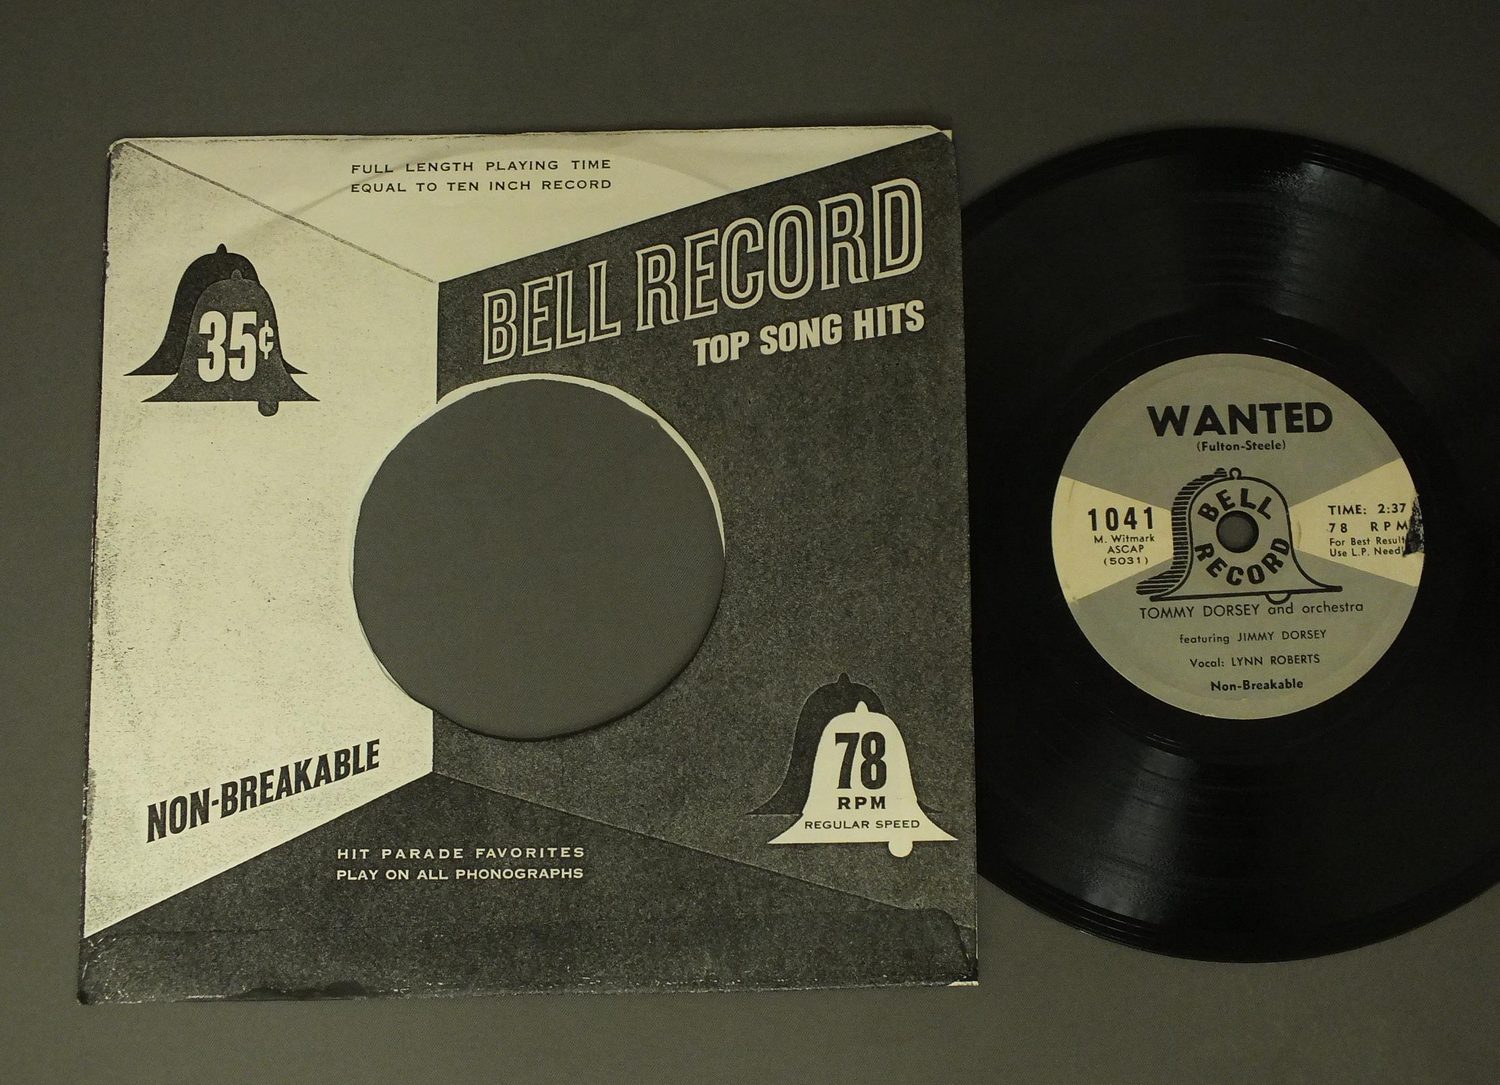 FULL LENGTH PLAYING TIME
EQUAL TO TEN INCH RECORD
BELL RECORD
TOP SONG HITS
35¢
NON-BREAKABLE
HIT PARADE FAVORITES
PLAY ON ALL PHONOGRAPHS
78
RPM
REGULAR SPEED
WANTED
(Fulton-Steele)
BELL
RECORD
1041
M. Witmark
ASCAP
(5031)
TIME: 2:37
78 RPM
For Best Result
Use L.P. Need
TOMMY DORSEY and orchestra
featuring JIMMY DORSEY
Vocal: LYNN ROBERTS
Non-Breakable